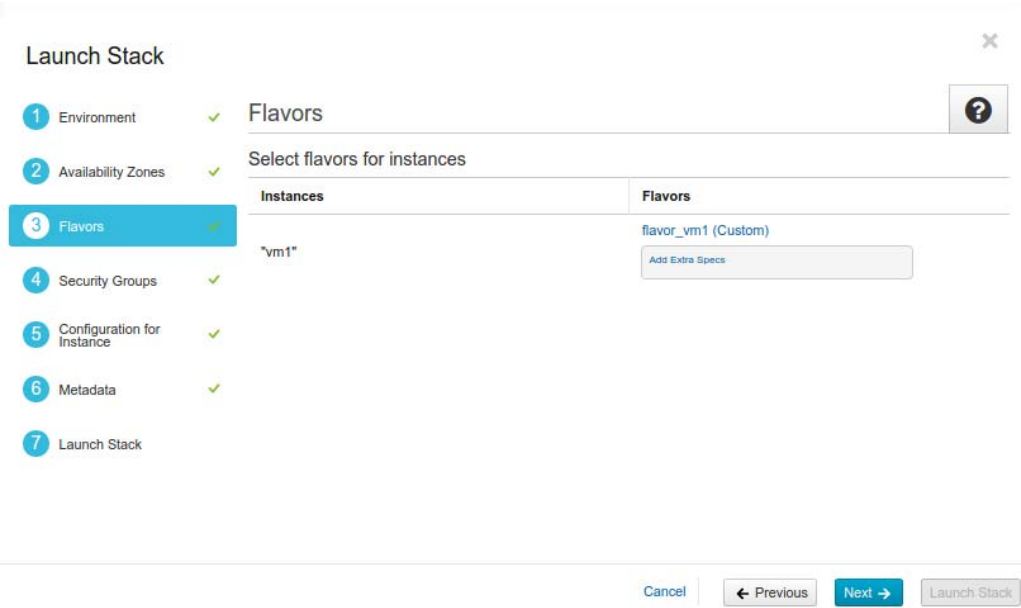 Launch Stack
1 Environment
2 Availability Zones
3 Flavors
4 Security Groups
5 Configuration for
Instance
6 Metadata
7 Launch Stack
Flavors
Select flavors for instances
Instances Flavors
"vm1"
flavor_vm1 (Custom)
Add Extra Specs
Cancel
Previous
Next
Launch Stack